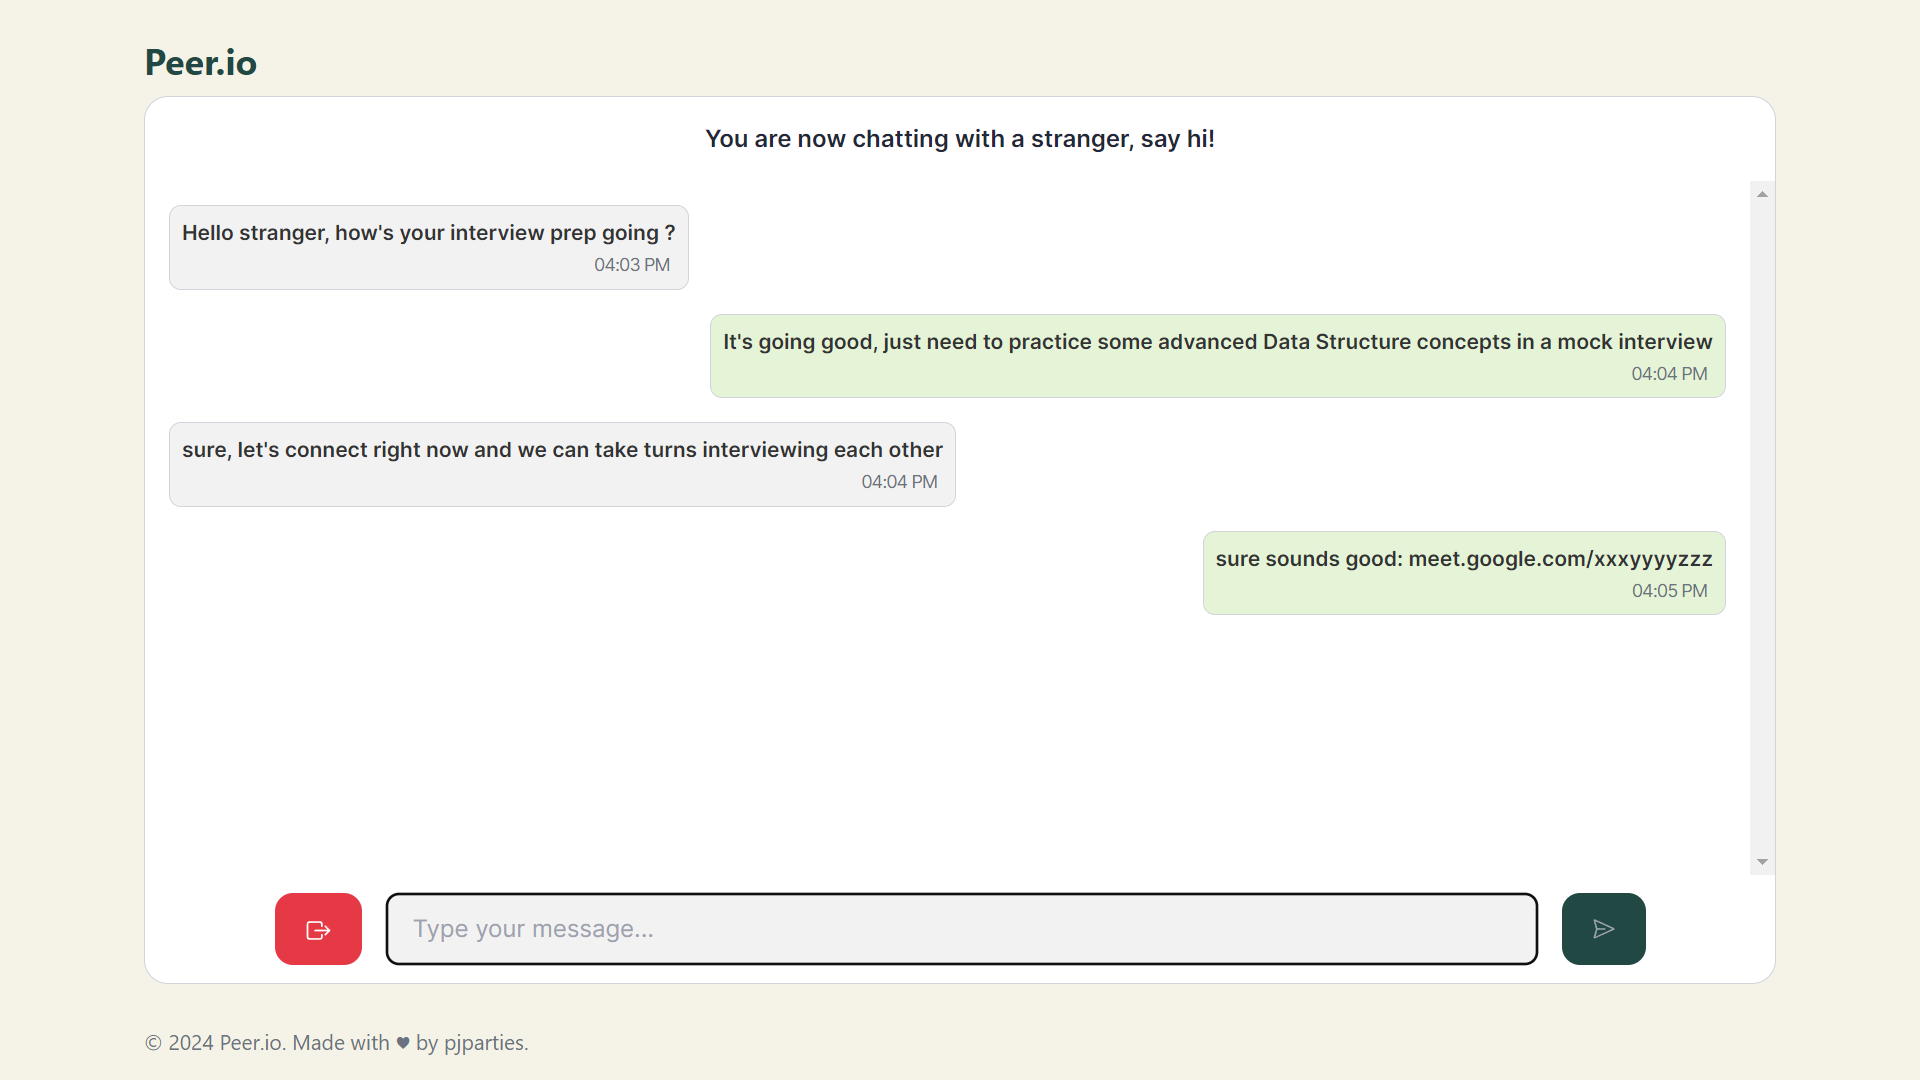 Peer.io
You are now chatting with a stranger, say hi!
Hello stranger, how's your interview prep going ?
04:03 PM
It's going good, just need to practice some advanced Data Structure concepts in a mock interview
04:04 PM
sure, let's connect right now and we can take turns interviewing each other
04:04 PM
sure sounds good: meet.google.com/xxxyyyyzzz
04:05 PM
Type your message...
© 2024 Peer.io. Made with ♥ by pjparties.